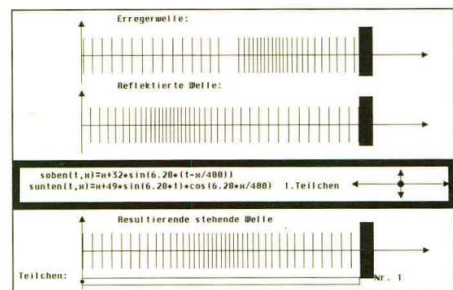 Erregerwelle:
Reflektierte Welle:
soben(t,x)=x+32*sin(6.28*(t-x/400))
sunten(t,x)=x+49*sin(6.28*t)*cos(6.28*x/400) 1.Teilchen
Resultierende stehende Welle
Teilchen: Nr. 1